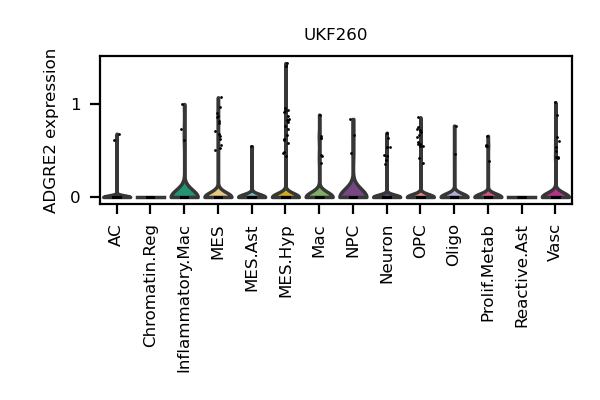 UKF260
ADGRE2 expression
1
0
AC
Chromatin.Reg
Inflammatory.Mac
MES
MES.Ast
MES.Hyp
Mac
NPC
Neuron
OPC
Oligo
Prolif.Metab
Reactive.Ast
Vasc